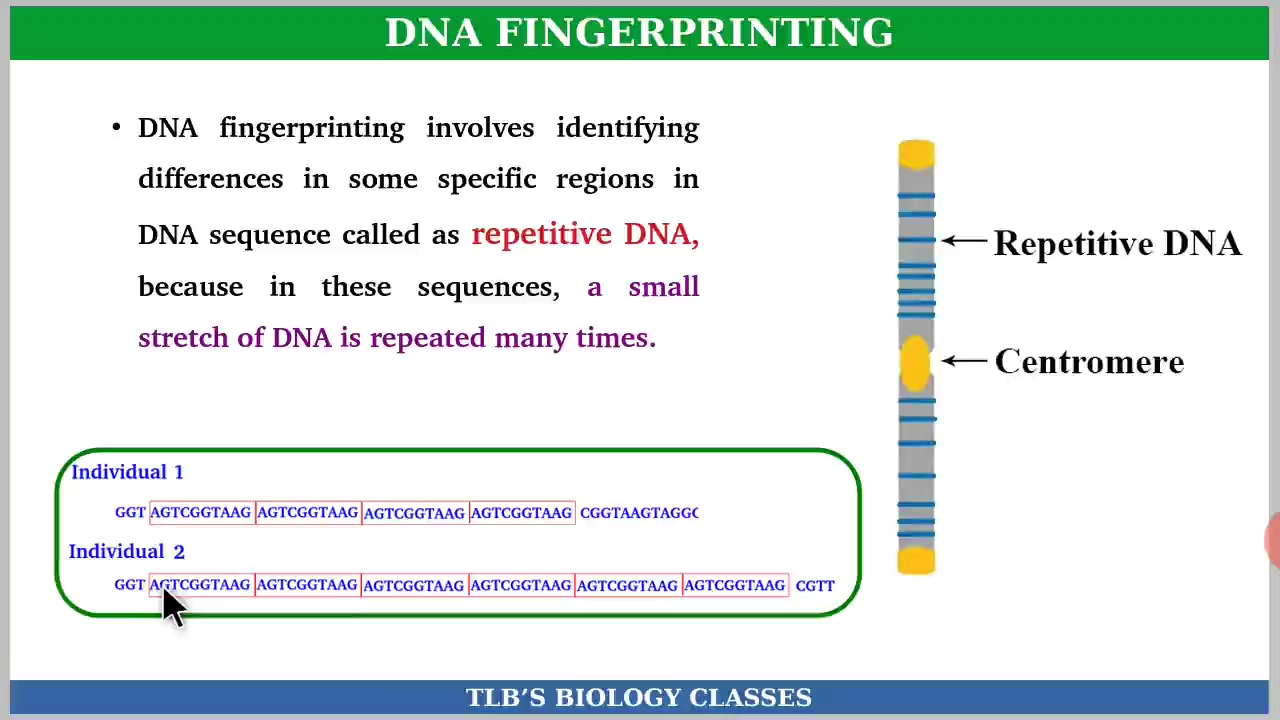 DNA FINGERPRINTING
• DNA fingerprinting involves identifying
differences in some specific regions in
DNA sequence called as repetitive DNA,
because in these sequences, a small
stretch of DNA is repeated many times.
Repetitive DNA
Centromere
Individual 1
GGT AGTCGGTAAG AGTCGGTAAG AGTCGGTAAG AGTCGGTAAG CGGTAAGTAGGC
Individual 2
GGT AGTCGGTAAG AGTCGGTAAG AGTCGGTAAG AGTCGGTAAG AGTCGGTAAG AGTCGGTAAG CGTT
TLB’S BIOLOGY CLASSES